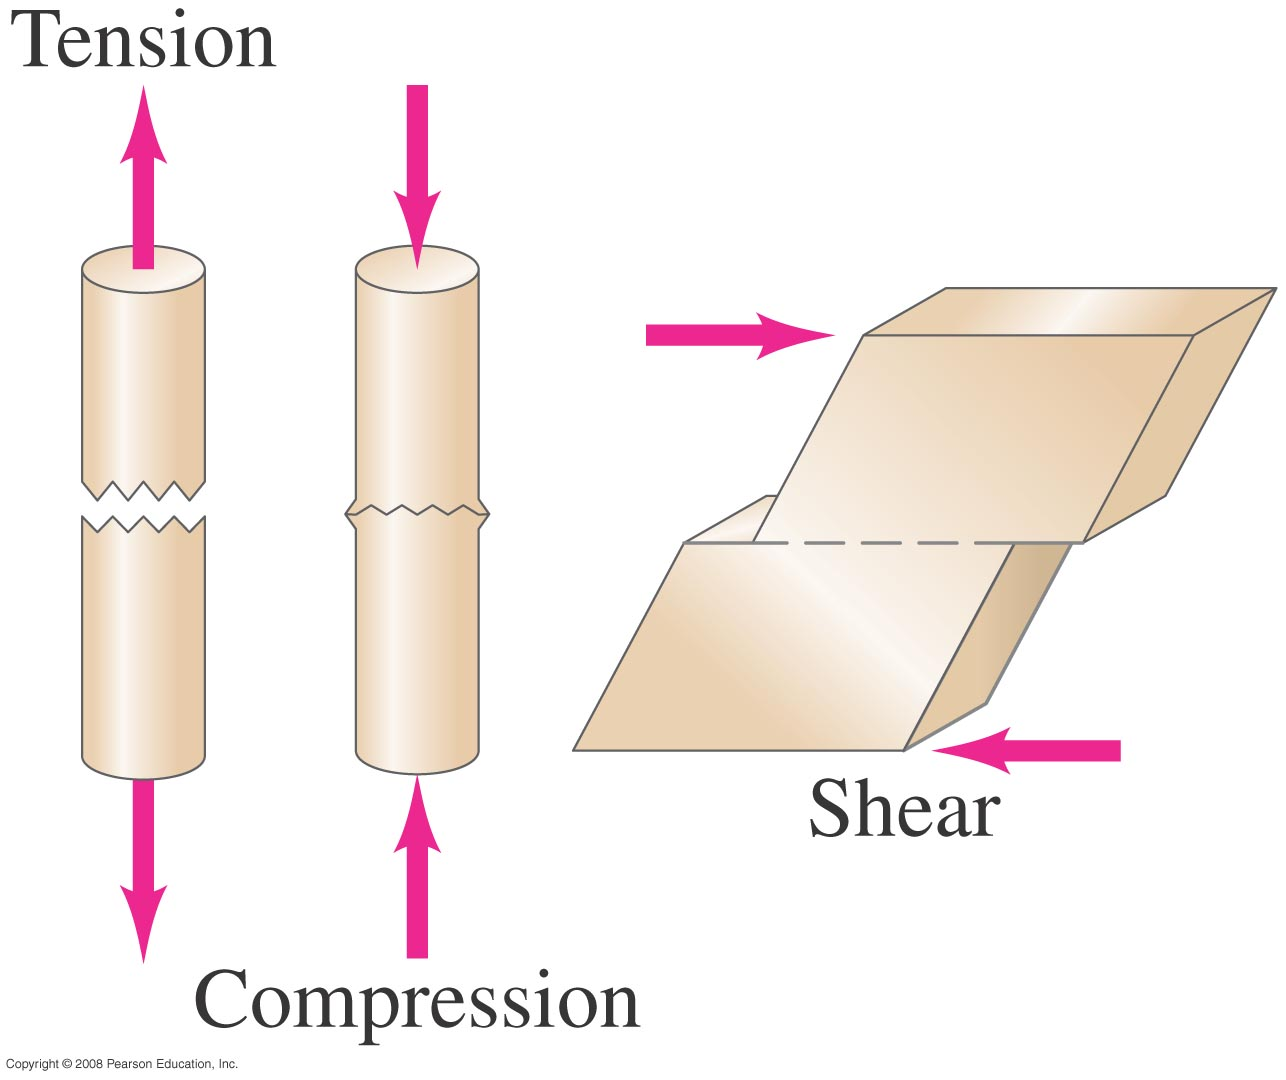 Tension
Shear
Compression
Copyright © 2008 Pearson Education, Inc.